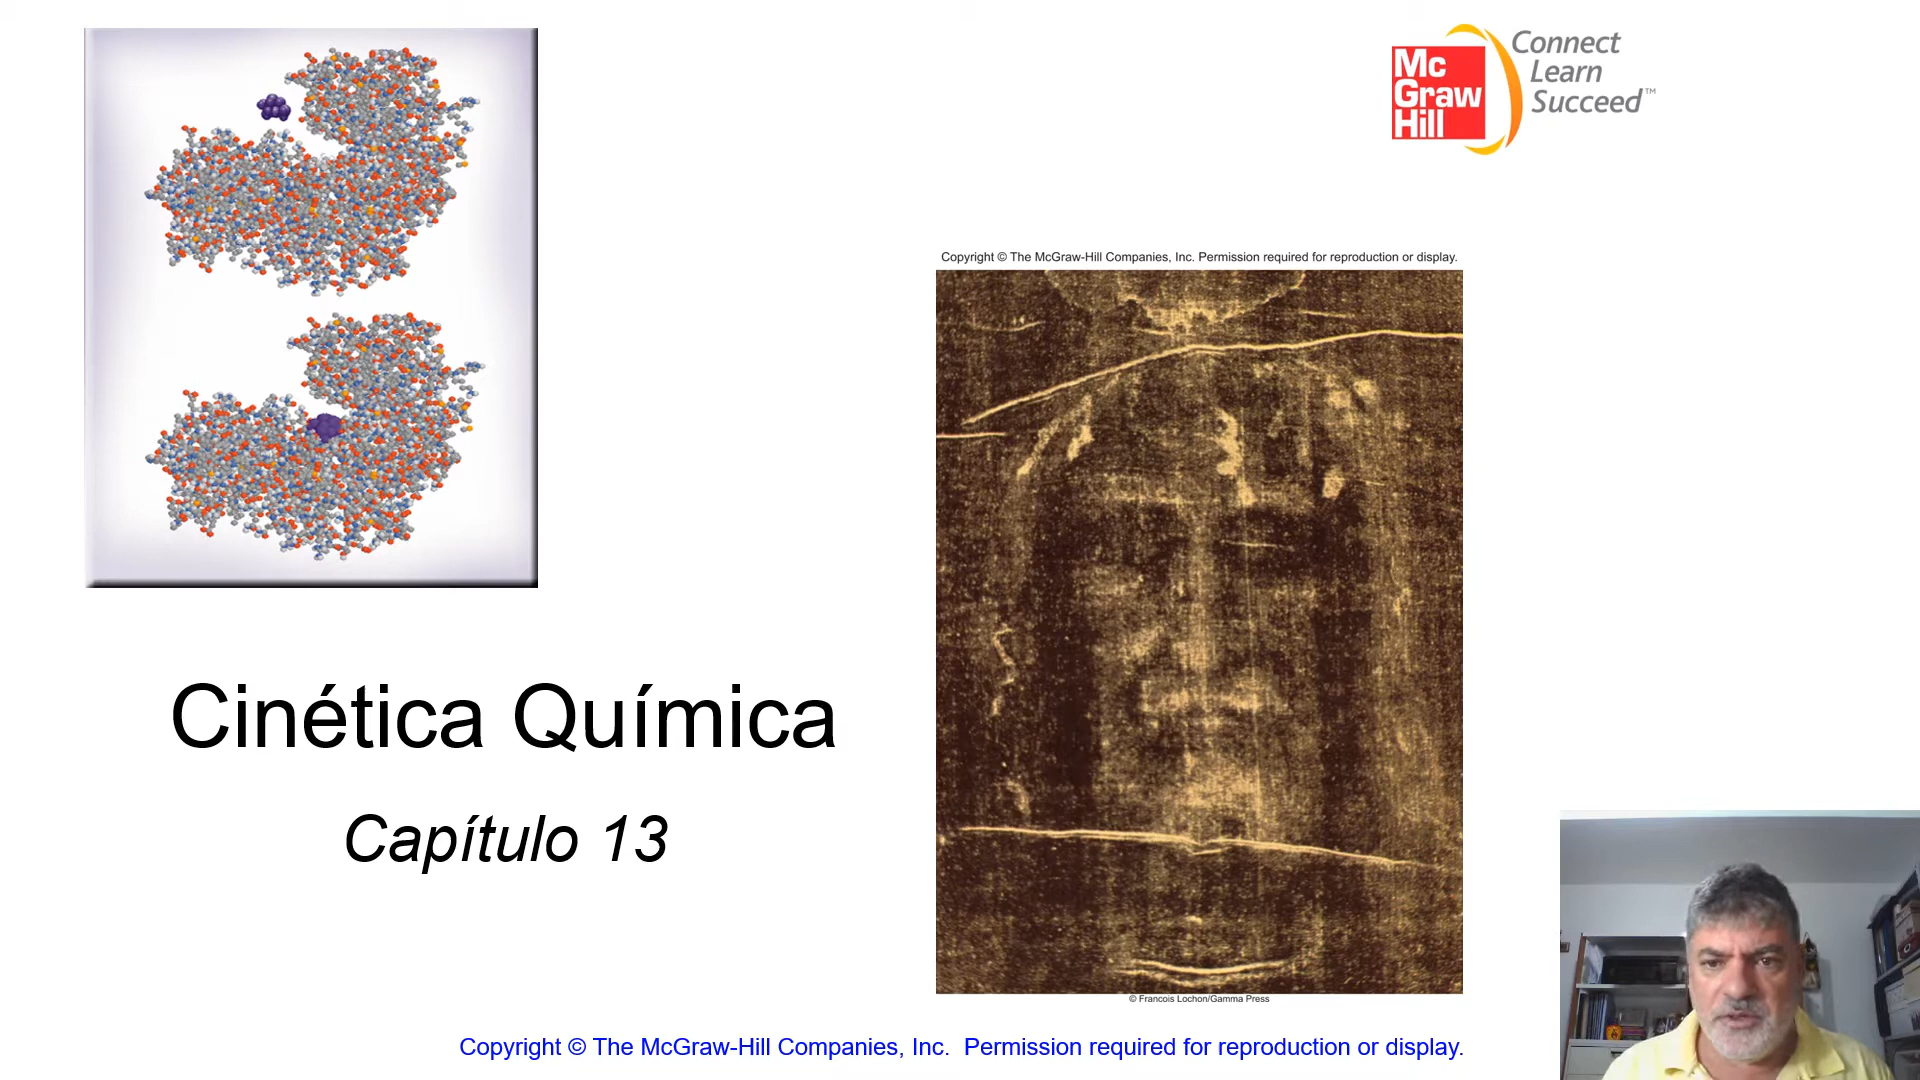 Mc
Graw
Hill
Connect
Learn
Succeed™
Copyright © The McGraw-Hill Companies, Inc. Permission required for reproduction or display.
Cinética Química
Capítulo 13
© Francois Lochon/Gamma Press
Copyright © The McGraw-Hill Companies, Inc.  Permission required for reproduction or display.